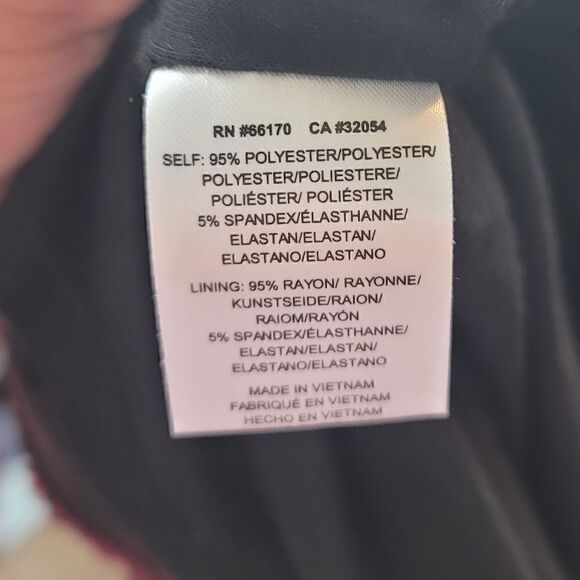 RN #66170 CA #32054
SELF: 95% POLYESTER/POLYESTER/
POLYESTER/POLIESTERE/
POLIÉSTER/ POLIÉSTER
5% SPANDEX/ÉLASTHANNE/
ELASTAN/ELASTAN/
ELASTANO/ELASTANO
LINING: 95% RAYON/ RAYONNE/
KUNSTSEIDE/RAION/
RAIOM/RAYÓN
5% SPANDEX/ÉLASTHANNE/
ELASTAN/ELASTAN/
ELASTANO/ELASTANO
MADE IN VIETNAM
FABRIQUÉ EN VIETNAM
HECHO EN VIETNAM